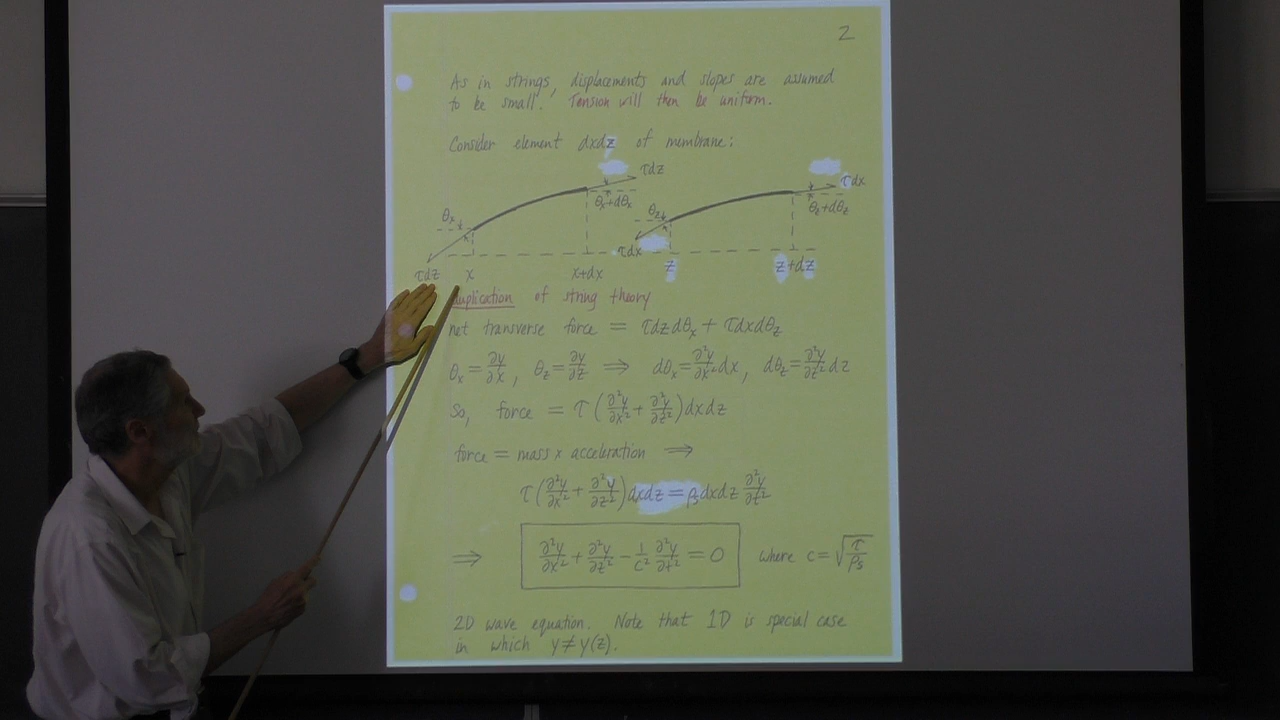 2
As in strings, displacements and slopes are assumed
to be small. Tension will then be uniform.
Consider element dxdz of membrane:
τdz τdx
θx θx+dθx θz θz+dθz
τdx
τdz x x+dx z z+dz
duplication of string theory
net transverse force = τdzdθx + τdxdθz
θx = ∂y/∂x, θz = ∂y/∂z ⇒ dθx = ∂²y/∂x² dx, dθz = ∂²y/∂z² dz
So, force = τ(∂²y/∂x² + ∂²y/∂z²)dxdz
force = mass x acceleration ⇒
τ(∂²y/∂x² + ∂²y/∂z²)dxdz = ρs dxdz ∂²y/∂t²
⇒ ∂²y/∂x² + ∂²y/∂z² − 1/c² ∂²y/∂t² = 0 where c = √(τ/ρs)
2D wave equation. Note that 1D is special case
in which y≠y(z).